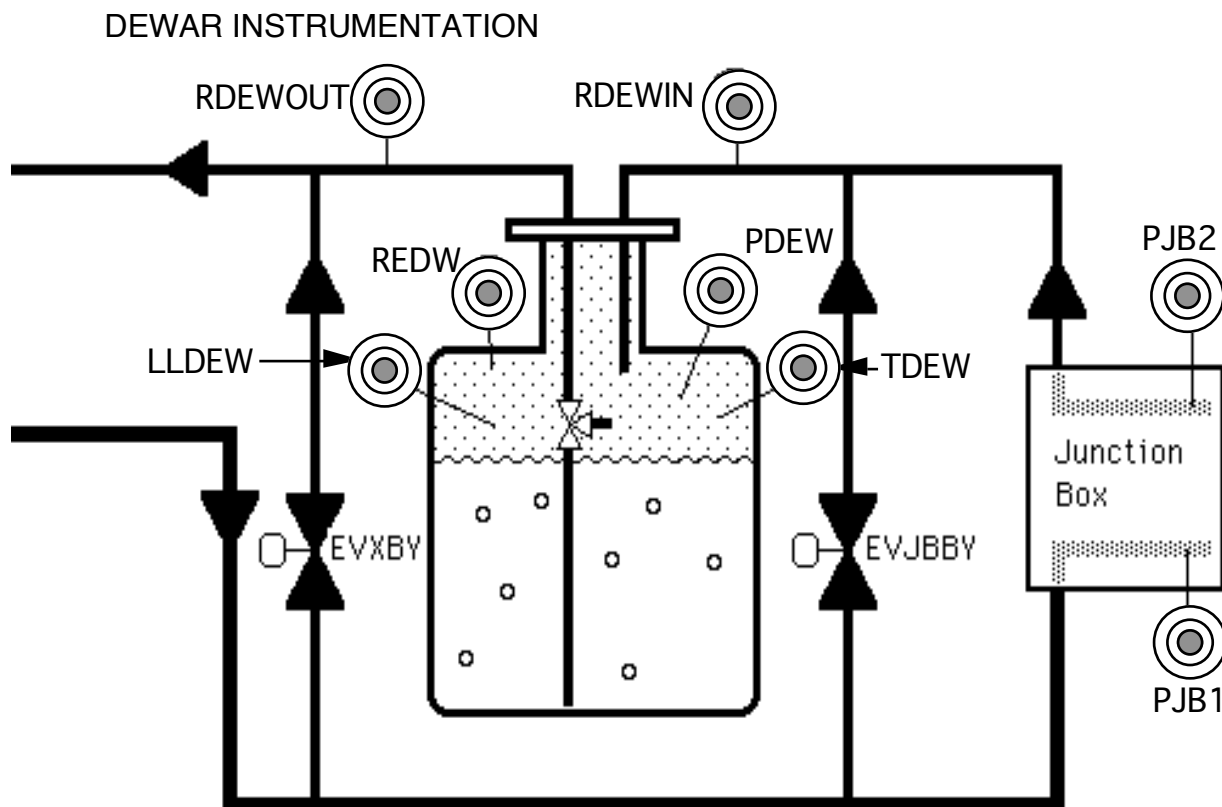 DEWAR INSTRUMENTATION
RDEWOUT
RDEWIN
REDW
PDEW
PJB2
LLDEW
TDEW
Junction
Box
EVXBY
EVJBBY
PJB1